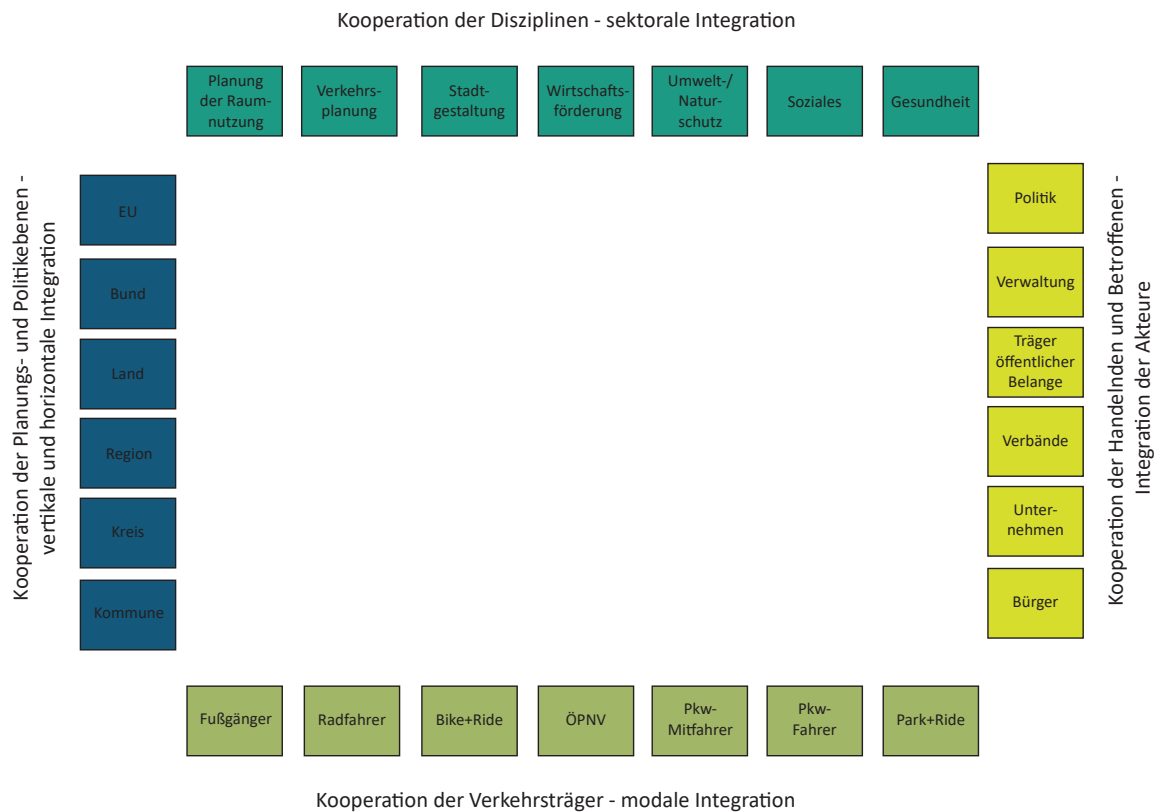 Kooperation der Disziplinen - sektorale Integration
Planung
der Raum-
nutzung
Verkehrs-
planung
Stadt-
gestaltung
Wirtschafts-
förderung
Umwelt-/
Natur-
schutz
Soziales
Gesundheit
Kooperation der Planungs- und Politikebenen -
vertikale und horizontale Integration
EU
Bund
Land
Region
Kreis
Kommune
Politik
Verwaltung
Träger
öffentlicher
Belange
Verbände
Unter-
nehmen
Bürger
Kooperation der Handelnden und Betroffenen -
Integration der Akteure
Fußgänger
Radfahrer
Bike+Ride
ÖPNV
Pkw-
Mitfahrer
Pkw-
Fahrer
Park+Ride
Kooperation der Verkehrsträger - modale Integration